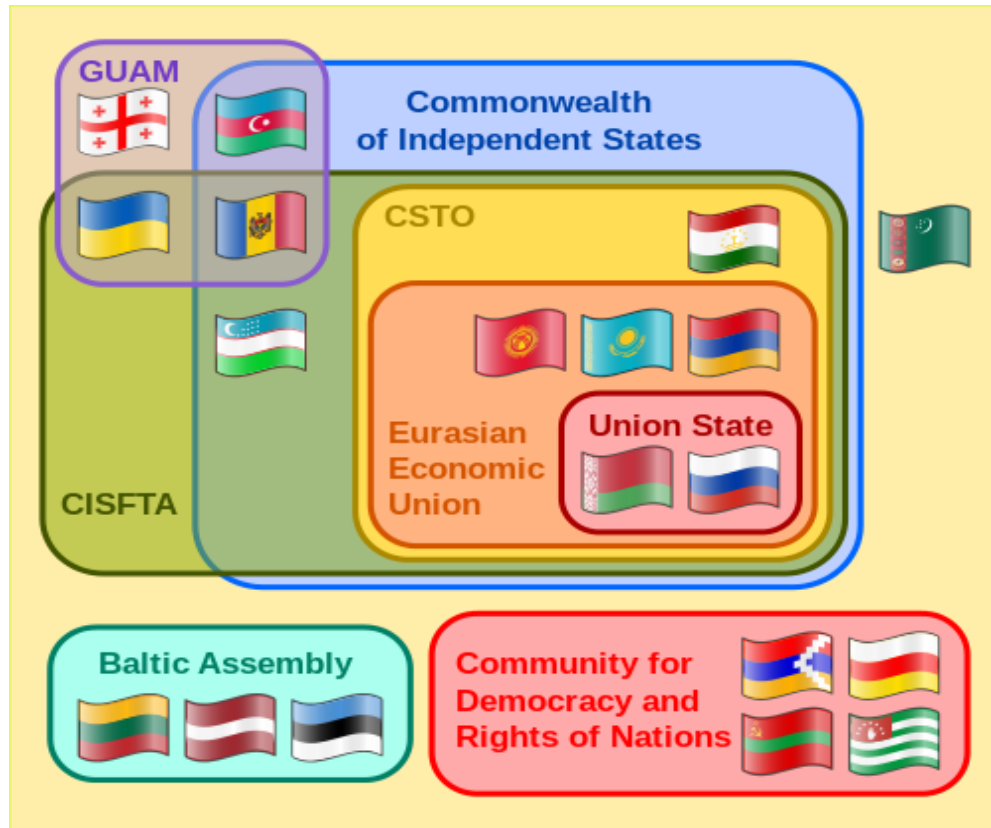 GUAM
Commonwealth
of Independent States
CSTO
Eurasian
Economic
Union
Union State
CISFTA
Baltic Assembly
Community for
Democracy and
Rights of Nations